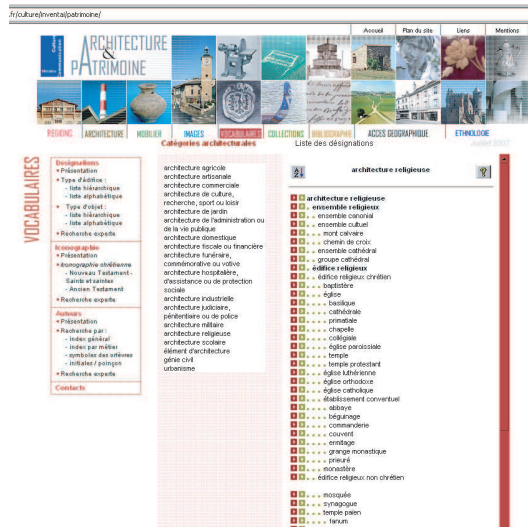 .fr/culture/inventai/patrimoine/
Accueil Plan du site Liens Mentions
ARCHITECTURE
&
PATRIMOINE
REGIONS ARCHITECTURE MOBILIER IMAGES VOCABULAIRES COLLECTIONS BIBLIOGRAPHIE ACCES GEOGRAPHIQUE ETHNOLOGIE
Catégories architecturales Liste des désignations Juillet 2007
VOCABULAIRES
Désignations
Présentation
Type d'édifice :
- liste hiérarchique
- liste alphabétique
Type d'objet :
- liste hiérarchique
- liste alphabétique
Recherche experte
Iconographie
Présentation
Iconographie chrétienne
- Nouveau Testament -
Saints et saintes
- Ancien Testament
Recherche experte
Auteurs
Présentation
Recherche par :
- index général
- index par métier
- symboles des orfèvres
- initiales / poinçon
Recherche experte
Contacts
architecture agricole
architecture artisanale
architecture commerciale
architecture de culture,
recherche, sport ou loisir
architecture de jardin
architecture de l'administration ou
de la vie publique
architecture domestique
architecture fiscale ou financière
architecture funéraire,
commémorative ou votive
architecture hospitalière,
d'assistance ou de protection
sociale
architecture industrielle
architecture judiciaire,
pénitentiaire ou de police
architecture militaire
architecture religieuse
architecture scolaire
élément d'architecture
génie civil
urbanisme
architecture religieuse
?
architecture religieuse
. ensemble religieux
. . ensemble canonial
. . ensemble cultuel
. . . mont calvaire
. . . chemin de croix
. . ensemble cathédral
. . groupe cathédral
. édifice religieux
. . édifice religieux chrétien
. . . baptistère
. . . église
. . . . basilique
. . . . cathédrale
. . . . primatiale
. . . . chapelle
. . . . collégiale
. . . . église paroissiale
. . . . temple
. . . . temple protestant
. . . église luthérienne
. . . église orthodoxe
. . . église catholique
. . . établissement conventuel
. . . . abbaye
. . . . béguinage
. . . . commanderie
. . . . couvent
. . . . ermitage
. . . . grange monastique
. . . . prieuré
. . . monastère
. . édifice religieux non chrétien
. . . mosquée
. . . synagogue
. . . temple païen
. . . . fanum